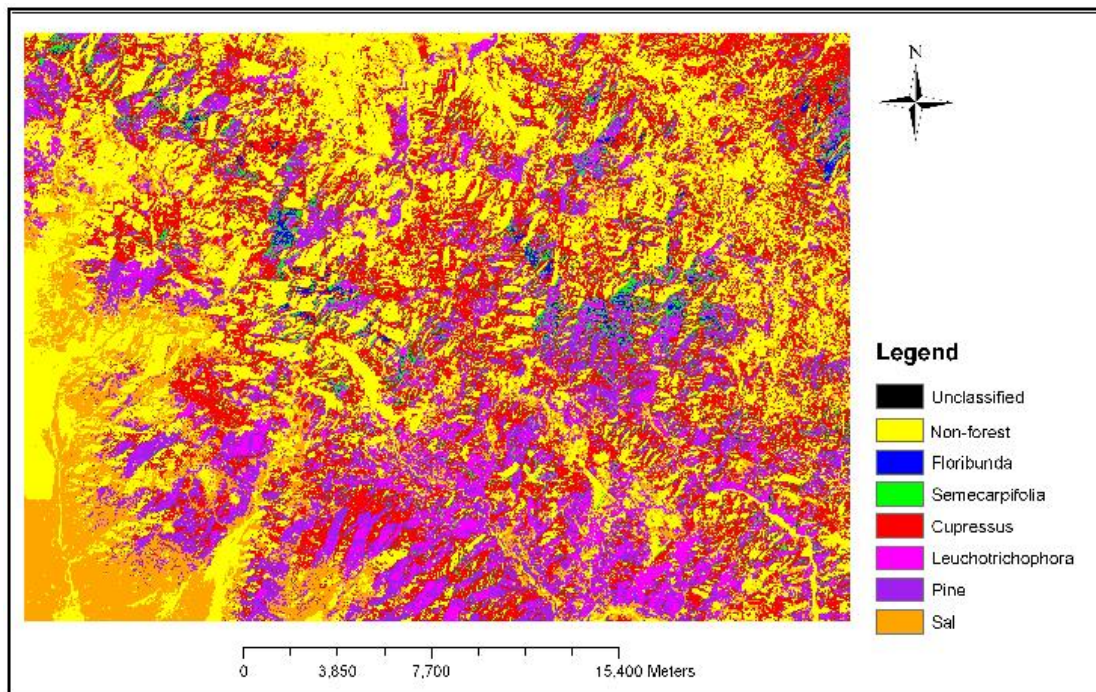 N
Legend
Unclassified
Non-forest
Floribunda
Semecarpifolia
Cupressus
Leuchotrichophora
Pine
Sal
0 3,850 7,700 15,400 Meters